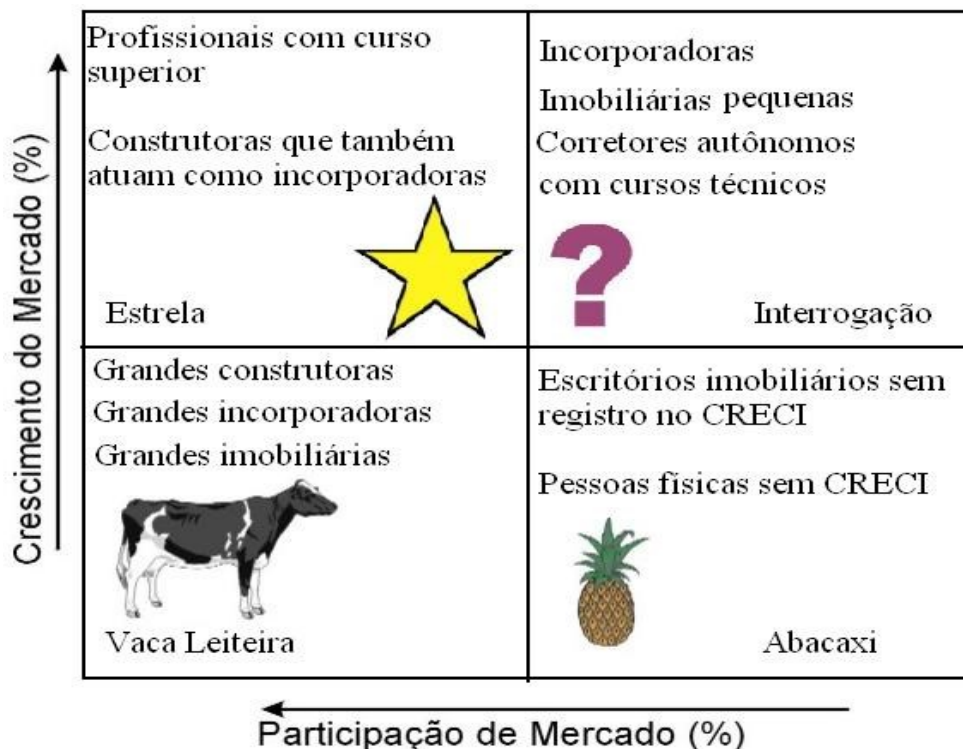 Crescimento do Mercado (%)
Profissionais com curso
superior
Construtoras que também
atuam como incorporadoras
Estrela
Incorporadoras
Imobiliárias pequenas
Corretores autônomos
com cursos técnicos
?
Interrogação
Grandes construtoras
Grandes incorporadoras
Grandes imobiliárias
Vaca Leiteira
Escritórios imobiliários sem
registro no CRECI
Pessoas físicas sem CRECI
Abacaxi
Participação de Mercado (%)